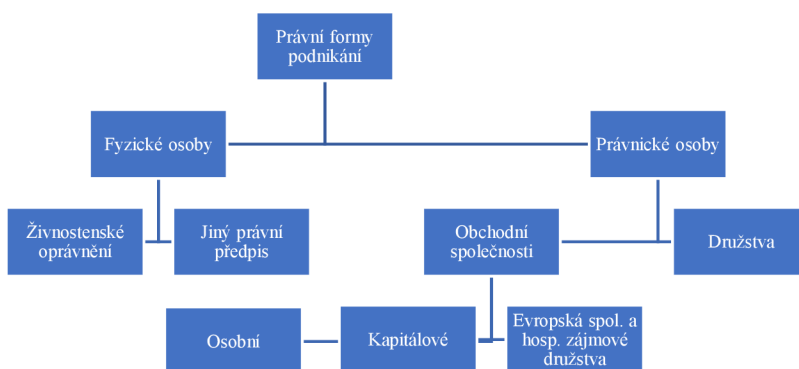 Právní formy
podnikání
Fyzické osoby
Právnické osoby
Živnostenské
oprávnění
Jiný právní
předpis
Obchodní
společnosti
Družstva
Osobní
Kapitálové
Evropská spol. a
hosp. zájmové
družstva